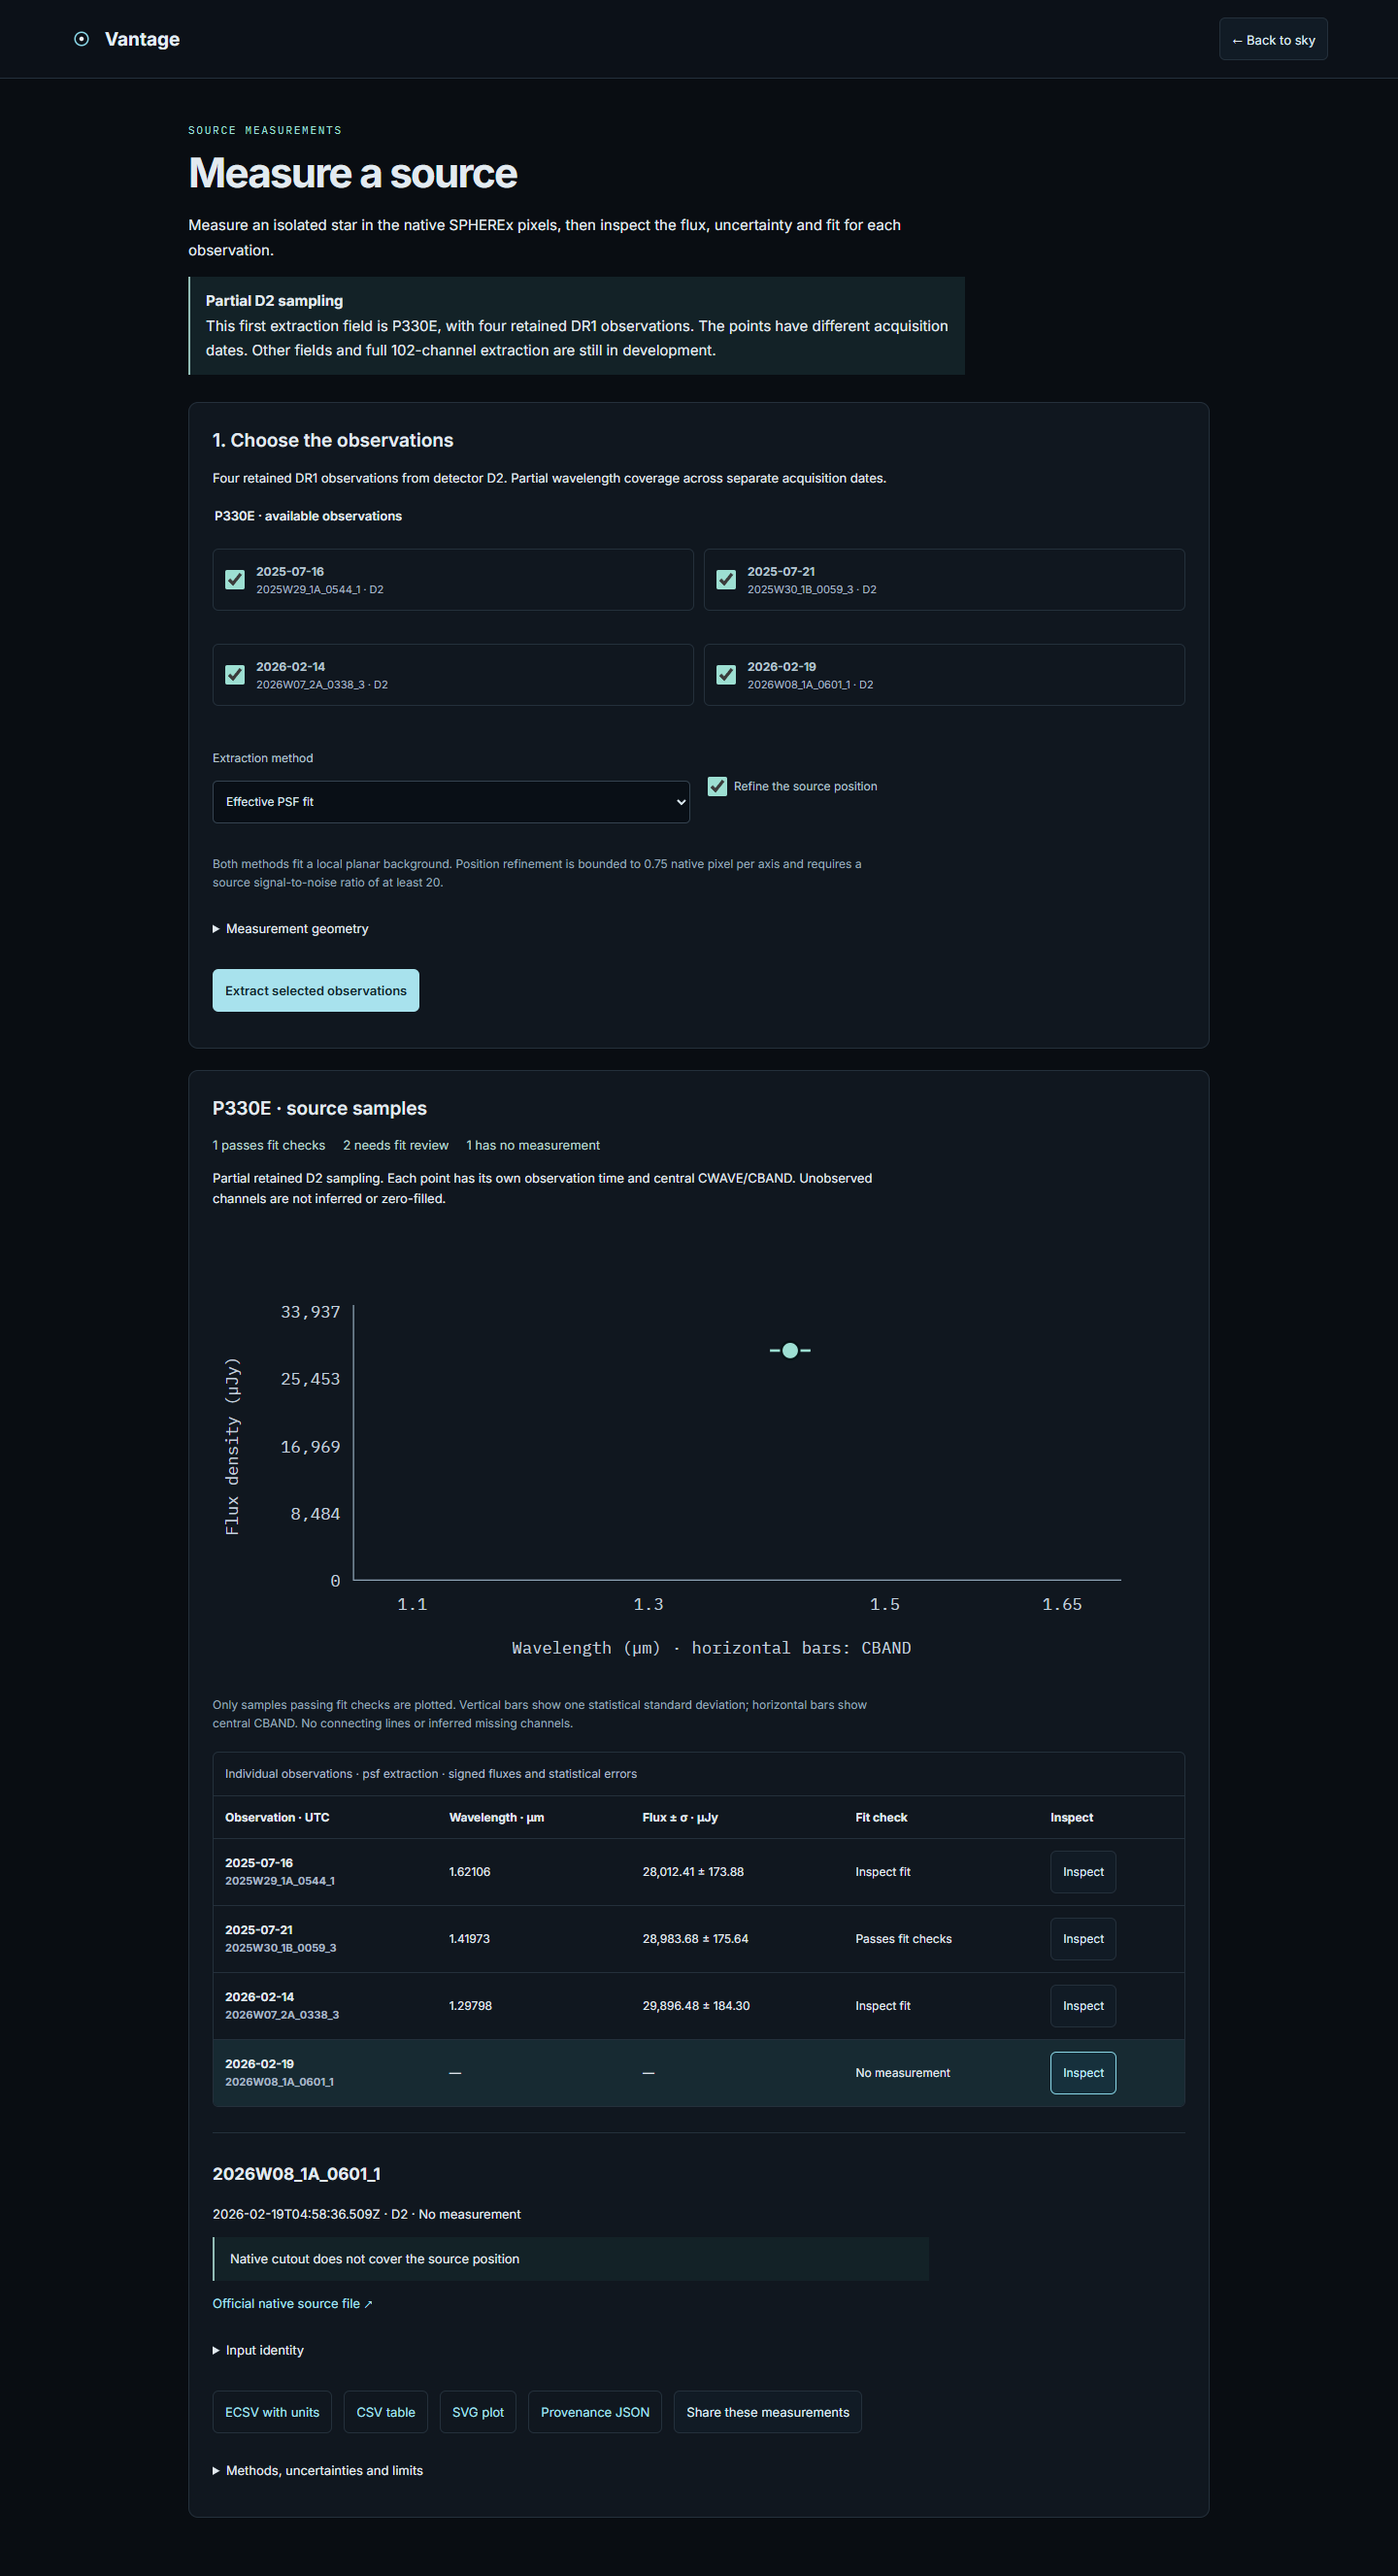 Vantage
← Back to sky
SOURCE MEASUREMENTS
Measure a source
Measure an isolated star in the native SPHEREx pixels, then inspect the flux, uncertainty and fit for each
observation.
Partial D2 sampling
This first extraction field is P330E, with four retained DR1 observations. The points have different acquisition
dates. Other fields and full 102-channel extraction are still in development.
1. Choose the observations
Four retained DR1 observations from detector D2. Partial wavelength coverage across separate acquisition dates.
P330E · available observations
2025-07-16
2025W29_1A_0544_1 · D2
2025-07-21
2025W30_1B_0059_3 · D2
2026-02-14
2026W07_2A_0338_3 · D2
2026-02-19
2026W08_1A_0601_1 · D2
Extraction method
Effective PSF fit
Refine the source position
Both methods fit a local planar background. Position refinement is bounded to 0.75 native pixel per axis and requires a
source signal-to-noise ratio of at least 20.
▶ Measurement geometry
Extract selected observations
P330E · source samples
1 passes fit checks 2 needs fit review 1 has no measurement
Partial retained D2 sampling. Each point has its own observation time and central CWAVE/CBAND. Unobserved
channels are not inferred or zero-filled.
33,937
25,453
16,969
8,484
0
Flux density (µJy)
1.1 1.3 1.5 1.65
Wavelength (µm) · horizontal bars: CBAND
Only samples passing fit checks are plotted. Vertical bars show one statistical standard deviation; horizontal bars show
central CBAND. No connecting lines or inferred missing channels.
Individual observations · psf extraction · signed fluxes and statistical errors
Observation · UTC Wavelength · µm Flux ± σ · µJy Fit check Inspect
2025-07-16
2025W29_1A_0544_1
1.62106 28,012.41 ± 173.88 Inspect fit Inspect
2025-07-21
2025W30_1B_0059_3
1.41973 28,983.68 ± 175.64 Passes fit checks Inspect
2026-02-14
2026W07_2A_0338_3
1.29798 29,896.48 ± 184.30 Inspect fit Inspect
2026-02-19
2026W08_1A_0601_1
— — No measurement Inspect
2026W08_1A_0601_1
2026-02-19T04:58:36.509Z · D2 · No measurement
Native cutout does not cover the source position
Official native source file ↗
▶ Input identity
ECSV with units CSV table SVG plot Provenance JSON Share these measurements
▶ Methods, uncertainties and limits